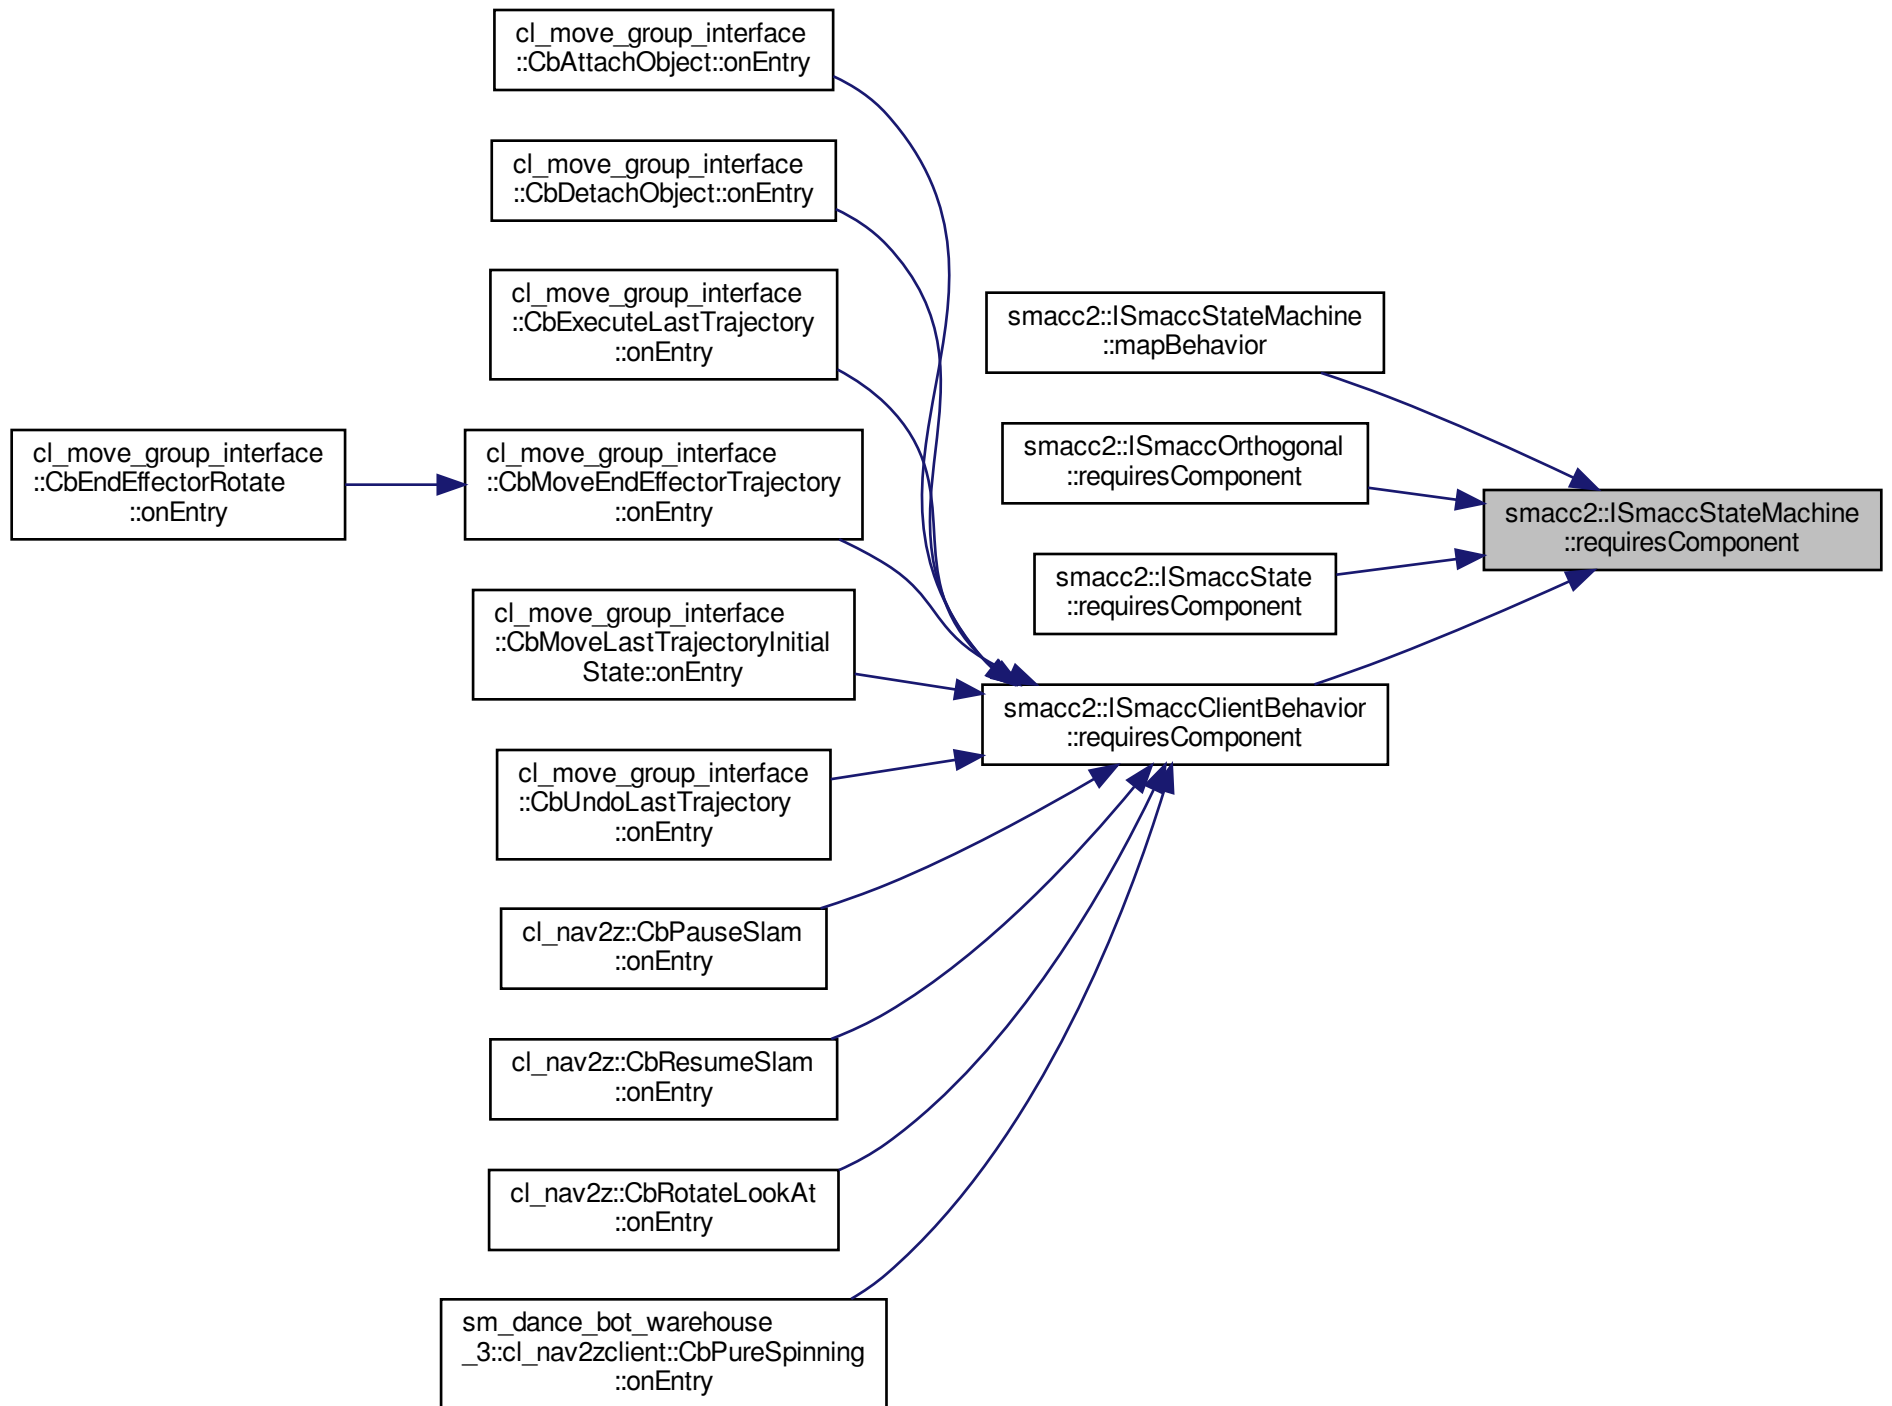 cl_move_group_interface
::CbAttachObject::onEntry
cl_move_group_interface
::CbDetachObject::onEntry
cl_move_group_interface
::CbExecuteLastTrajectory
::onEntry
cl_move_group_interface
::CbEndEffectorRotate
::onEntry
cl_move_group_interface
::CbMoveEndEffectorTrajectory
::onEntry
cl_move_group_interface
::CbMoveLastTrajectoryInitial
State::onEntry
cl_move_group_interface
::CbUndoLastTrajectory
::onEntry
cl_nav2z::CbPauseSlam
::onEntry
cl_nav2z::CbResumeSlam
::onEntry
cl_nav2z::CbRotateLookAt
::onEntry
sm_dance_bot_warehouse
_3::cl_nav2zclient::CbPureSpinning
::onEntry
smacc2::ISmaccStateMachine
::mapBehavior
smacc2::ISmaccOrthogonal
::requiresComponent
smacc2::ISmaccState
::requiresComponent
smacc2::ISmaccClientBehavior
::requiresComponent
smacc2::ISmaccStateMachine
::requiresComponent